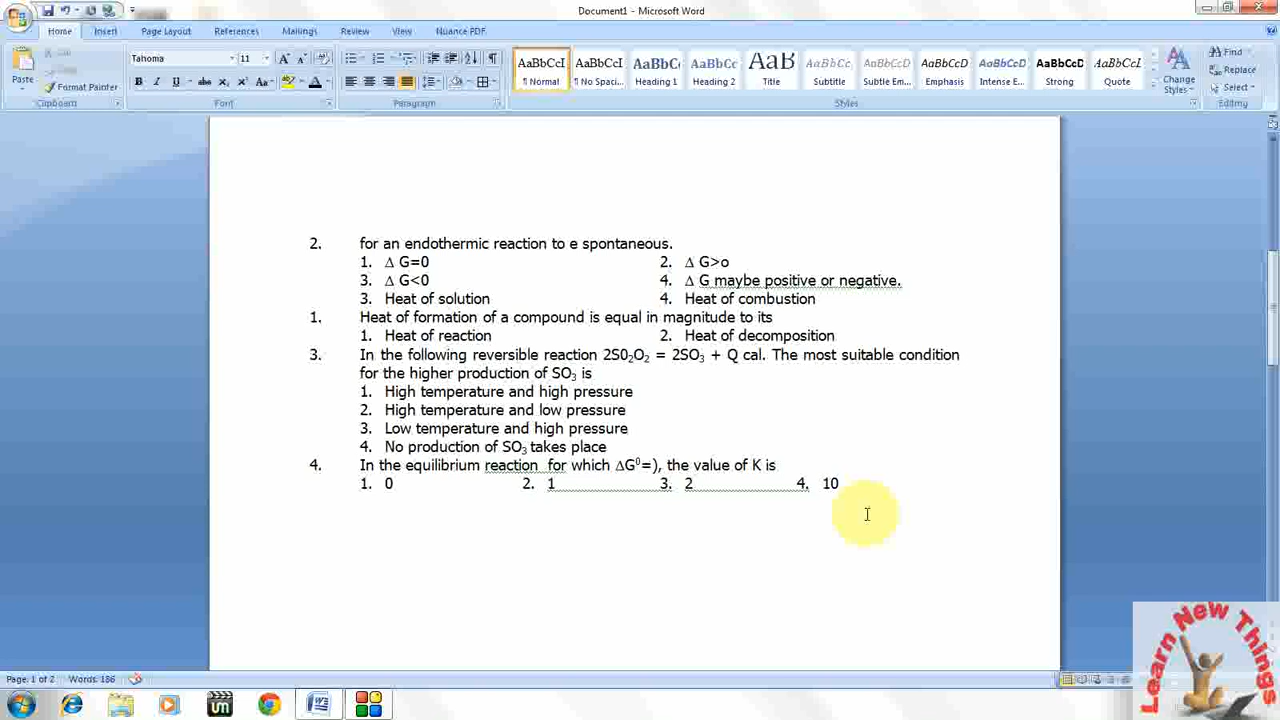 Document1 - Microsoft Word
Home Insert Page Layout References Mailings Review View Nuance PDF
Paste Cut Copy Format Painter
Clipboard
Tahoma 11
Font
Paragraph
AaBbCcI AaBbCcI AaBbC AaBbCc AaB AaBbCc. AaBbCcD AaBbCcD AaBbCcD AaBbCcD AaBbCcI
¶ Normal ¶ No Spaci... Heading 1 Heading 2 Title Subtitle Subtle Em... Emphasis Intense E... Strong Quote
Change Styles
Styles
Find
Replace
Select
Editing
2. for an endothermic reaction to e spontaneous.
1. Δ G=0 2. Δ G>o
3. Δ G<0 4. Δ G maybe positive or negative.
3. Heat of solution 4. Heat of combustion
1. Heat of formation of a compound is equal in magnitude to its
1. Heat of reaction 2. Heat of decomposition
3. In the following reversible reaction 2S0₂O₂ = 2SO₃ + Q cal. The most suitable condition
for the higher production of SO₃ is
1. High temperature and high pressure
2. High temperature and low pressure
3. Low temperature and high pressure
4. No production of SO₃ takes place
4. In the equilibrium reaction for which ΔG⁰=), the value of K is
1. 0 2. 1 3. 2 4. 10
Page: 1 of 2 Words: 186
Learn New Things